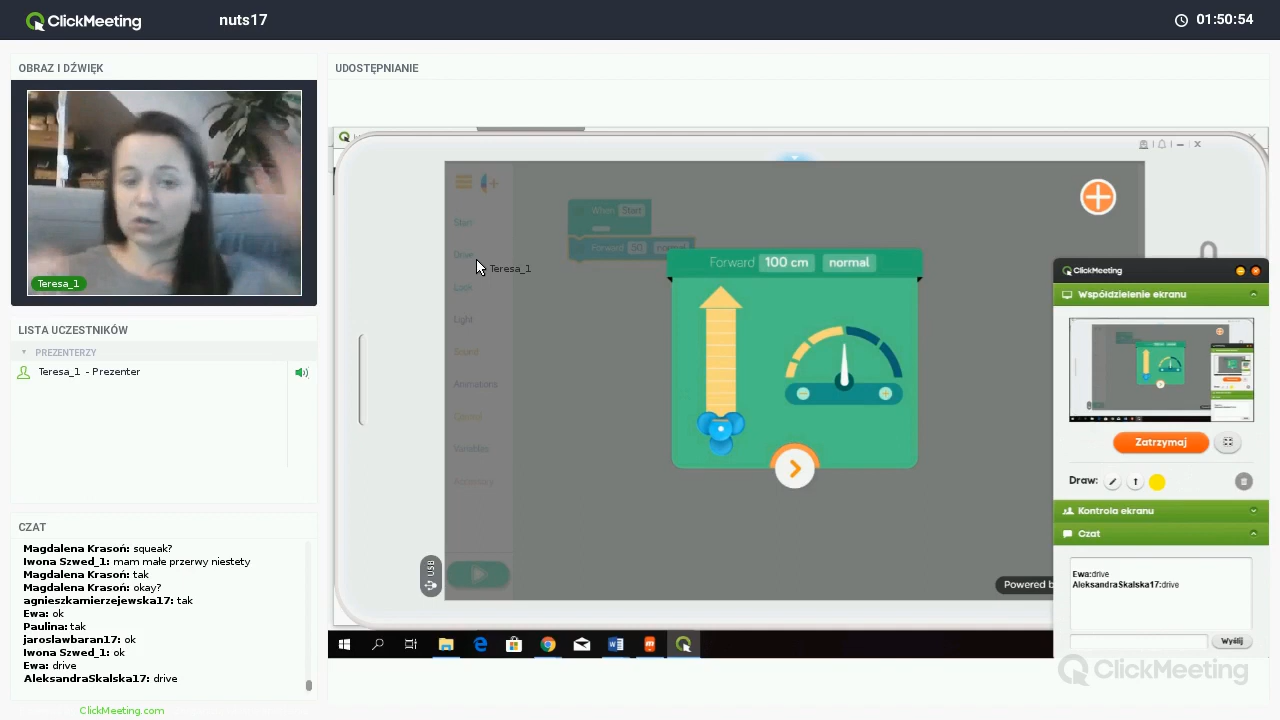 ClickMeeting
nuts17
01:50:54
OBRAZ I DŹWIĘK
Teresa_1
LISTA UCZESTNIKÓW
PREZENTERZY
Teresa_1 - Prezenter
CZAT
Magdalena Krasoń: squeak?
Iwona Szwed_1: mam małe przerwy niestety
Magdalena Krasoń: tak
Magdalena Krasoń: okay?
agnieszkamierzejewska17: tak
Ewa: ok
Paulina: tak
jaroslawbaran17: ok
Iwona Szwed_1: ok
Ewa: drive
AleksandraSkalska17: drive
ClickMeeting.com
UDOSTĘPNIANIE
Start
Drive
Look
Light
Sound
Animations
Control
Variables
Accessory
When Start
Forward 50 normal
Teresa_1
Forward 100 cm normal
USB
Powered b
ClickMeeting
Współdzielenie ekranu
Zatrzymaj
Draw:
Kontrola ekranu
Czat
Ewa:drive
AleksandraSkalska17:drive
Wyślij
ClickMeeting